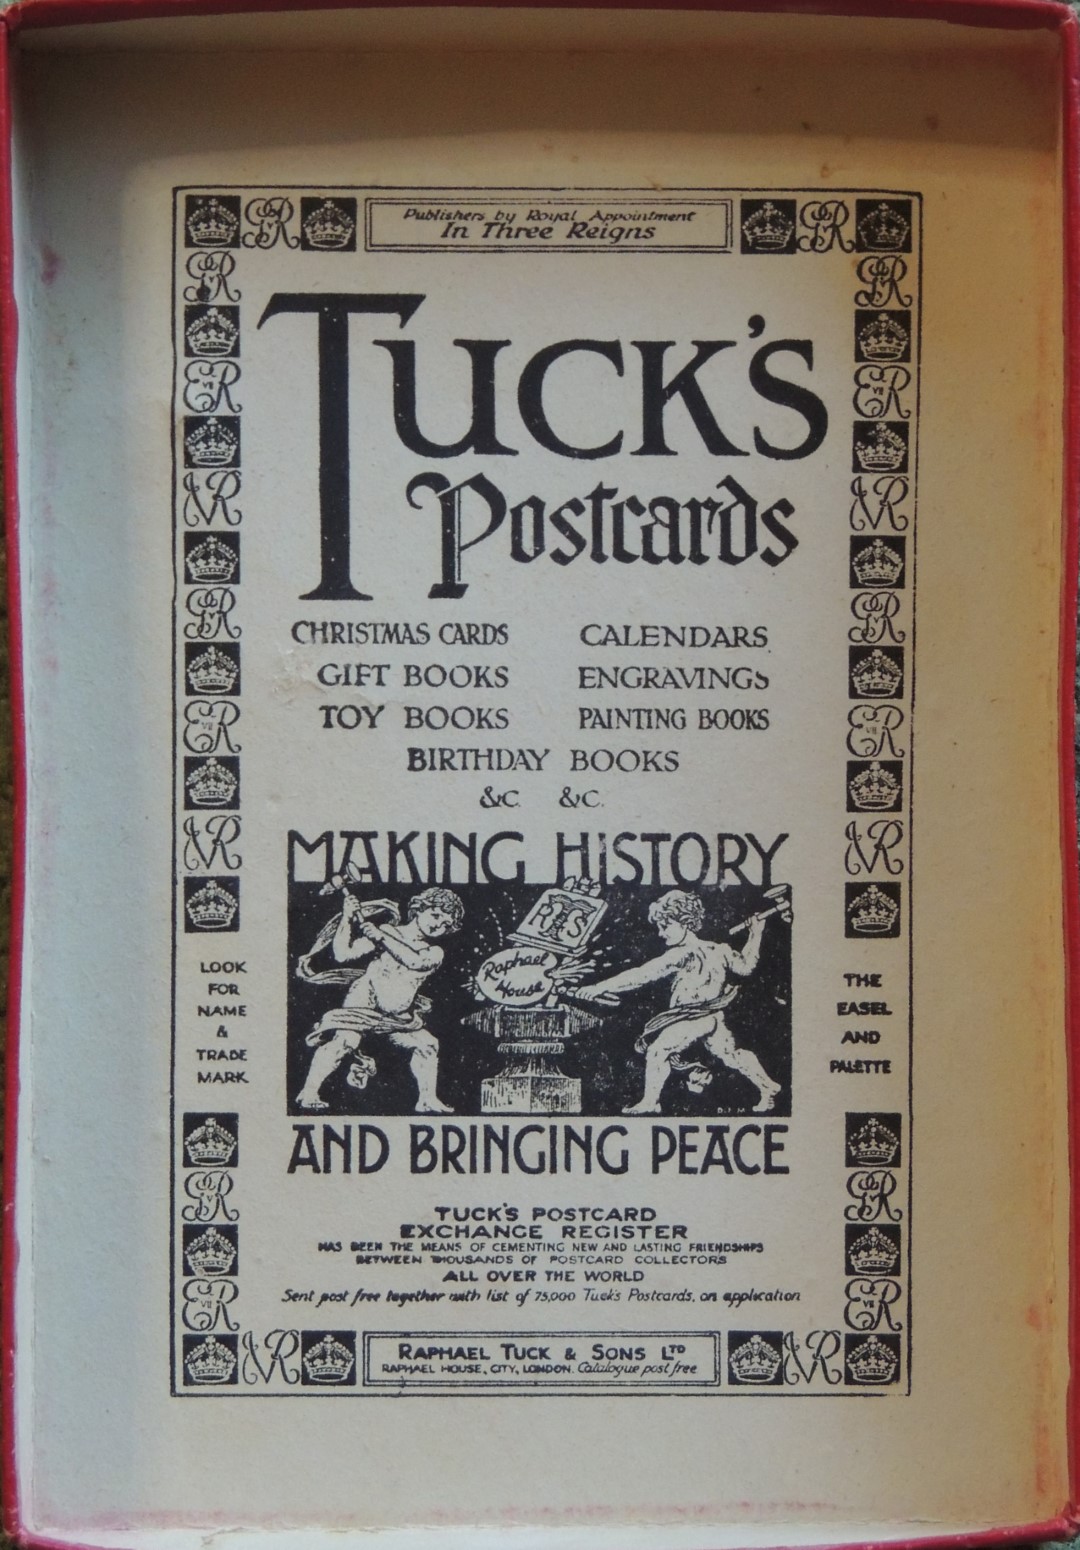 Publishers by Royal Appointment
In Three Reigns
TUCK'S
Postcards
CHRISTMAS CARDS CALENDARS
GIFT BOOKS ENGRAVINGS
TOY BOOKS PAINTING BOOKS
BIRTHDAY BOOKS
&C. &C.
MAKING HiSTORY
RTS
Raphael
House
D.I.M
AND BRINGING PEACE
LOOK
FOR
NAME
&
TRADE
MARK
THE
EASEL
AND
PALETTE
TUCK'S POSTCARD
EXCHANGE REGISTER
HAS BEEN THE MEANS OF CEMENTING NEW AND LASTING FRIENDSHIPS
BETWEEN THOUSANDS OF POSTCARD COLLECTORS
ALL OVER THE WORLD
Sent post free together with list of 75,000 Tuck's Postcards, on application
RAPHAEL TUCK & SONS LTD
RAPHAEL HOUSE, CITY, LONDON. Catalogue post free